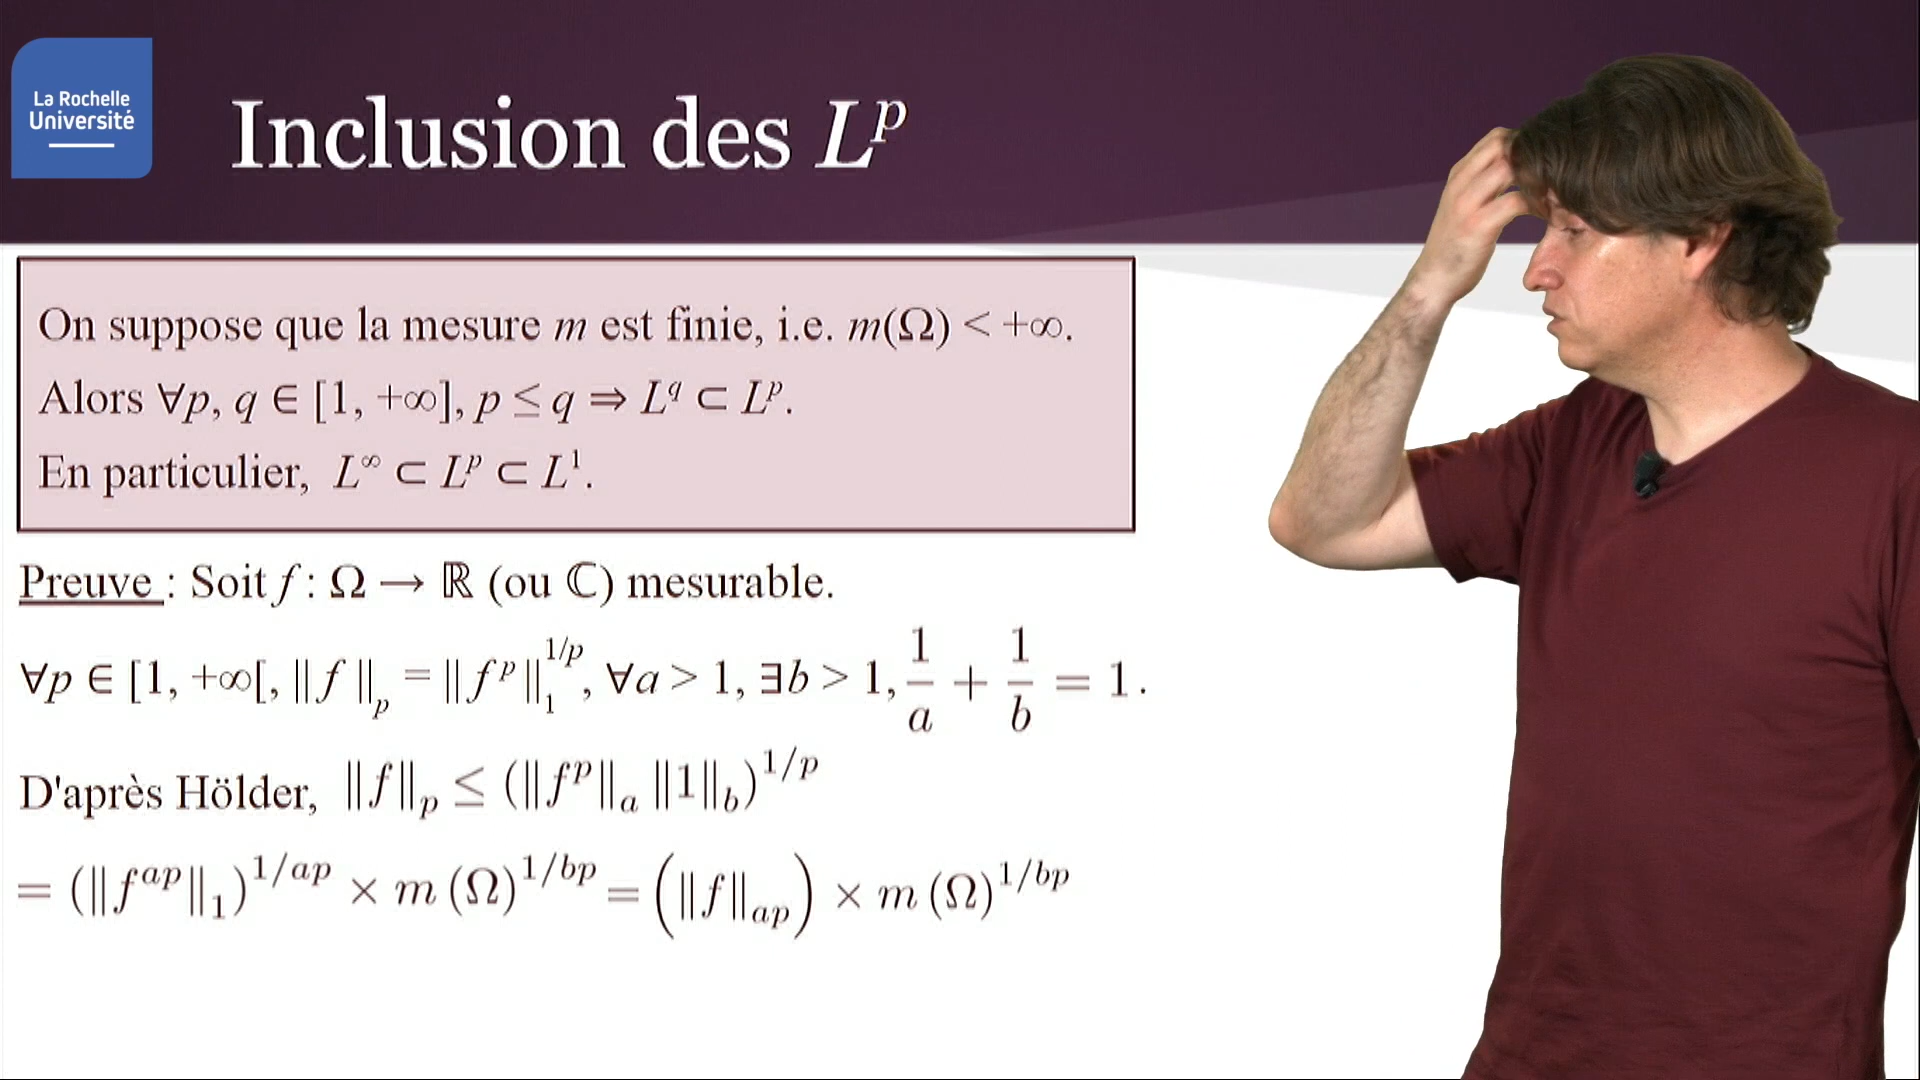 La Rochelle
Université
Inclusion des Lᵖ
On suppose que la mesure m est finie, i.e. m(Ω) < +∞.
Alors ∀p, q ∈ [1, +∞], p ≤ q ⇒ L^q ⊂ L^p.
En particulier, L^∞ ⊂ L^p ⊂ L^1.
Preuve : Soit f : Ω → ℝ (ou ℂ) mesurable.
∀p ∈ [1, +∞[, ‖f‖_p = ‖f^p‖_1^{1/p}, ∀a > 1, ∃b > 1, 1/a + 1/b = 1.
D'après Hölder, ‖f‖_p ≤ (‖f^p‖_a ‖1‖_b)^{1/p}
= (‖f^{ap}‖_1)^{1/ap} × m(Ω)^{1/bp} = (‖f‖_{ap}) × m(Ω)^{1/bp}